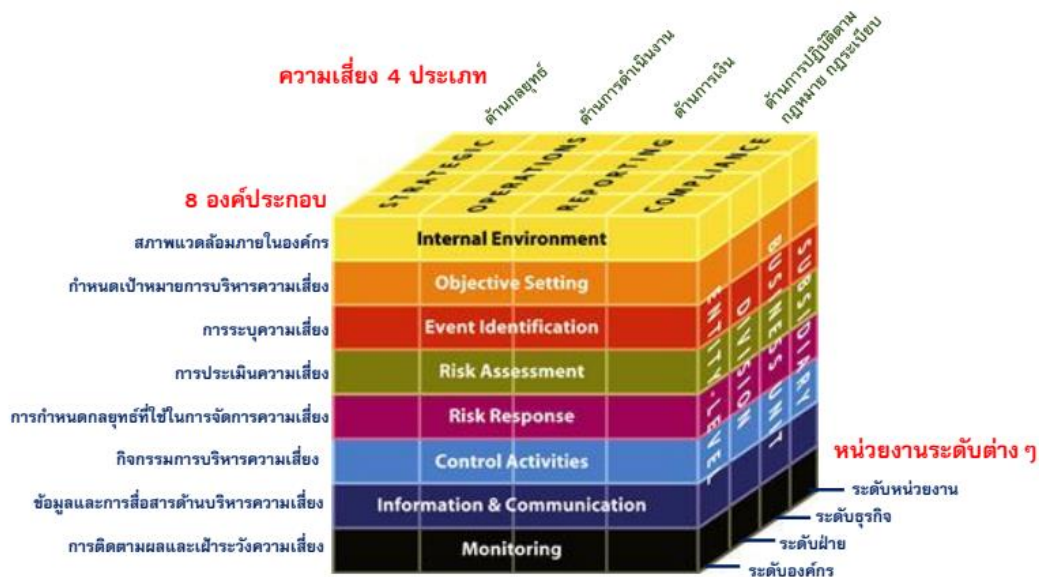 ความเสี่ยง 4 ประเภท
ด้านกลยุทธ์
ด้านการดำเนินงาน
ด้านการเงิน
ด้านการปฏิบัติตาม
กฎหมาย กฎระเบียบ
STRATEGIC
OPERATIONS
REPORTING
COMPLIANCE
8 องค์ประกอบ
สภาพแวดล้อมภายในองค์กร
Internal Environment
กำหนดเป้าหมายการบริหารความเสี่ยง
Objective Setting
การระบุความเสี่ยง
Event Identification
การประเมินความเสี่ยง
Risk Assessment
การกำหนดกลยุทธ์ที่ใช้ในการจัดการความเสี่ยง
Risk Response
กิจกรรมการบริหารความเสี่ยง
Control Activities
ข้อมูลและการสื่อสารด้านบริหารความเสี่ยง
Information & Communication
การติดตามผลและเฝ้าระวังความเสี่ยง
Monitoring
ENTITY-LEVEL
DIVISION
BUSINESS UNIT
SUBSIDIARY
หน่วยงานระดับต่าง ๆ
ระดับหน่วยงาน
ระดับธุรกิจ
ระดับฝ่าย
ระดับองค์กร